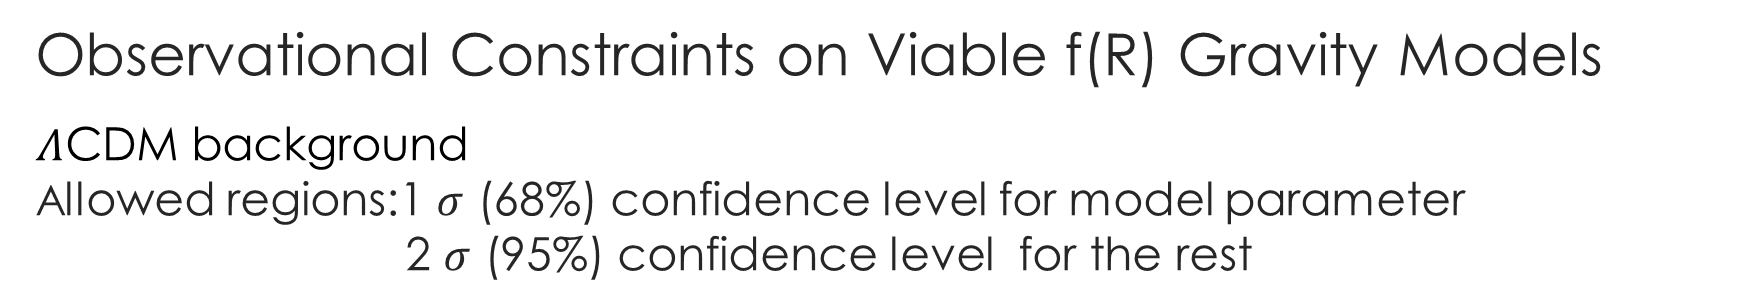 Observational Constraints on Viable f(R) Gravity Models
ΛCDM background
Allowed regions:1 σ (68%) confidence level for model parameter
2 σ (95%) confidence level for the rest